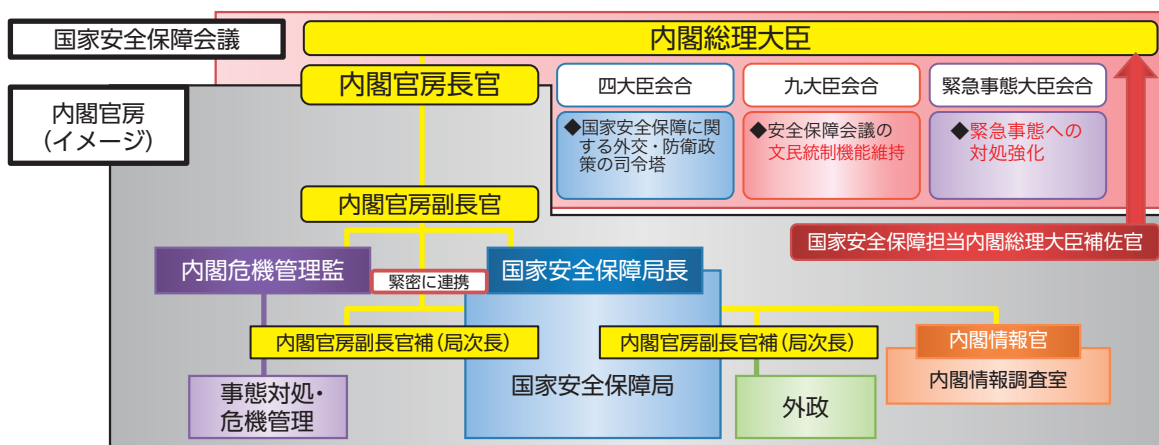 国家安全保障会議
内閣総理大臣
内閣官房長官
四大臣会合
九大臣会合
緊急事態大臣会合
内閣官房
(イメージ)
◆国家安全保障に関
する外交・防衛政
策の司令塔
◆安全保障会議の
文民統制機能維持
◆緊急事態への
対処強化
内閣官房副長官
国家安全保障担当内閣総理大臣補佐官
内閣危機管理監
緊密に連携
国家安全保障局長
内閣官房副長官補(局次長)
内閣官房副長官補(局次長)
内閣情報官
事態対処・
危機管理
国家安全保障局
外政
内閣情報調査室